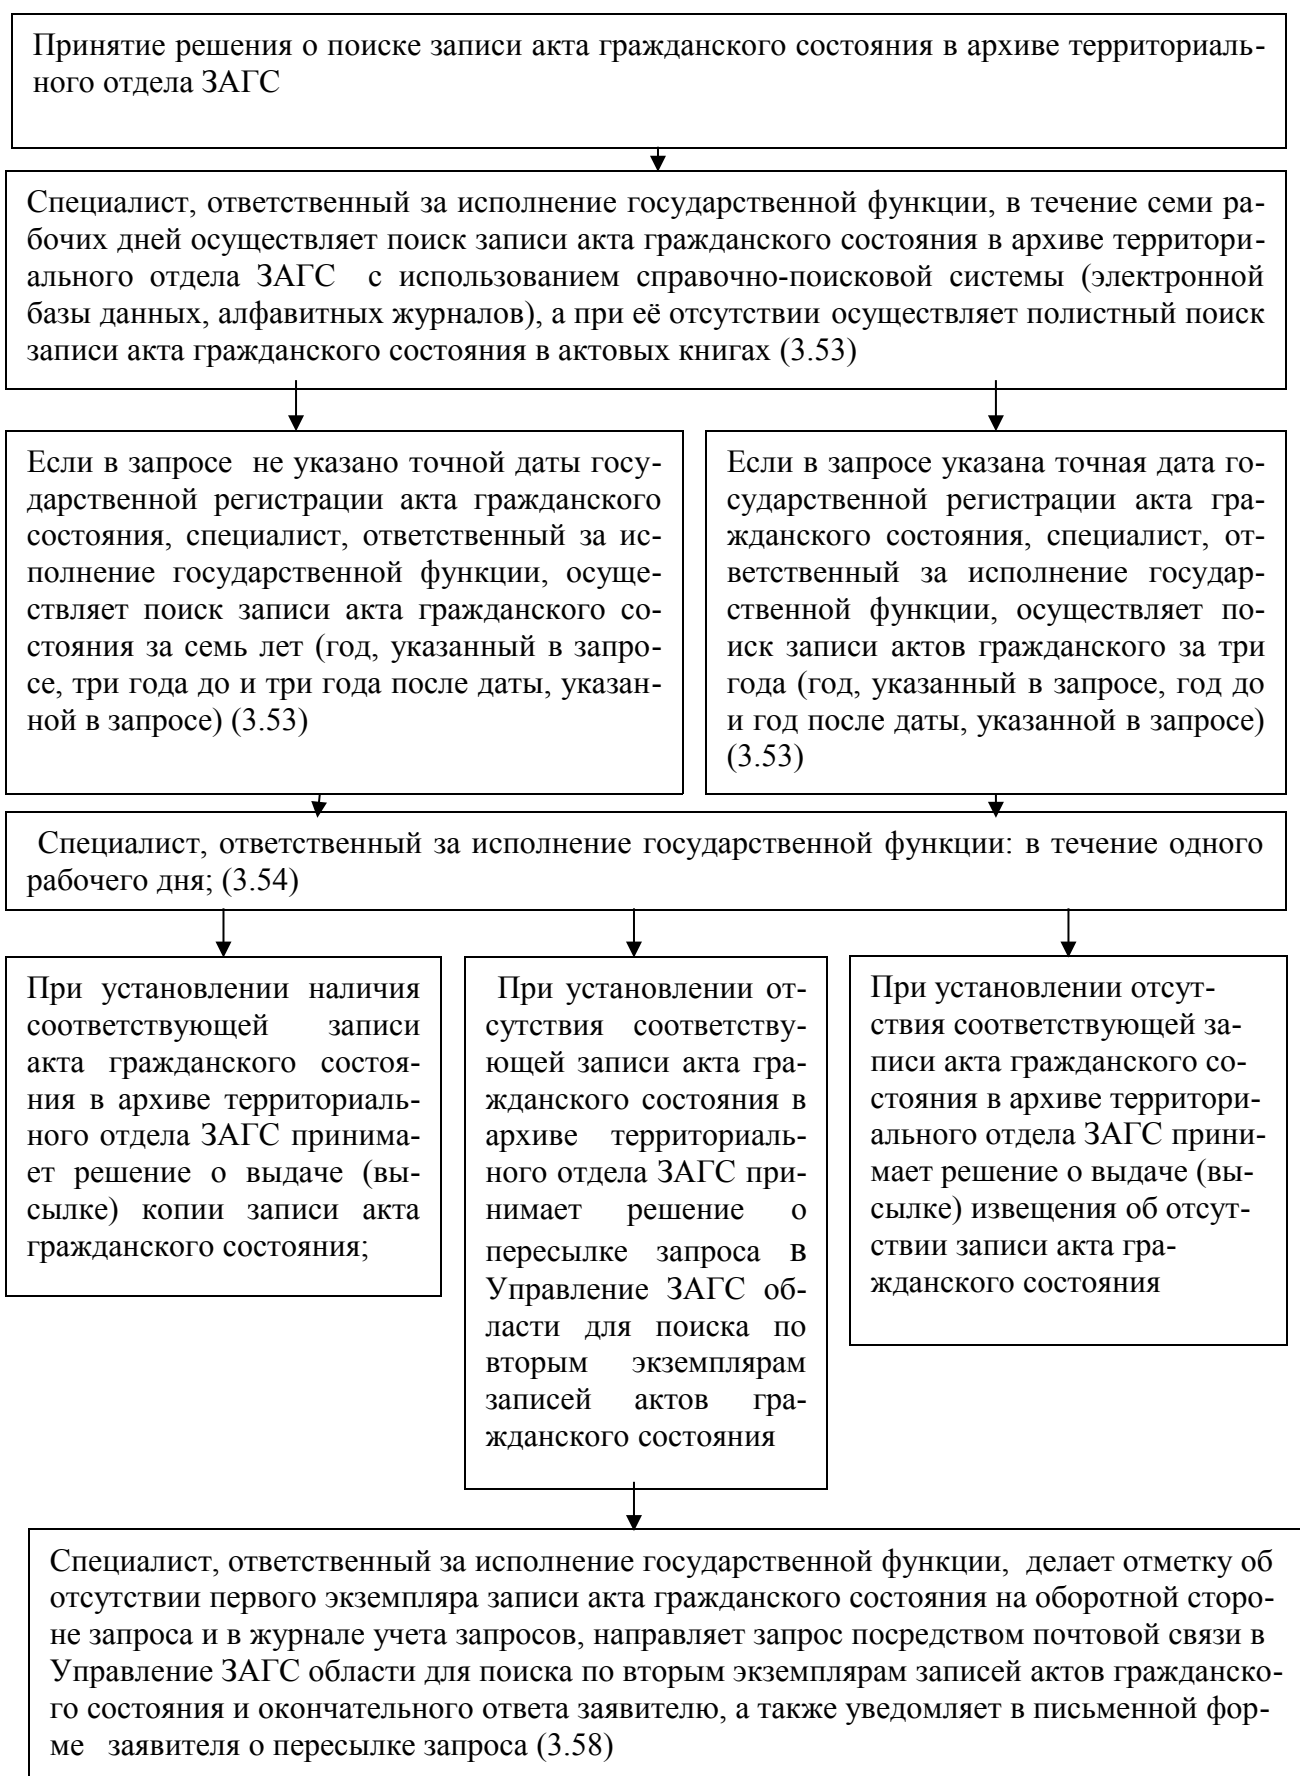 Принятие решения о поиске записи акта гражданского состояния в архиве территориаль-
ного отдела ЗАГС
Специалист, ответственный за исполнение государственной функции, в течение семи ра-
бочих дней осуществляет поиск записи акта гражданского состояния в архиве территори-
ального отдела ЗАГС с использованием справочно-поисковой системы (электронной
базы данных, алфавитных журналов), а при её отсутствии осуществляет полистный поиск
записи акта гражданского состояния в актовых книгах (3.53)
Если в запросе не указано точной даты госу-
дарственной регистрации акта гражданского
состояния, специалист, ответственный за ис-
полнение государственной функции, осуще-
ствляет поиск записи акта гражданского со-
стояния за семь лет (год, указанный в запро-
се, три года до и три года после даты, указан-
ной в запросе) (3.53)
Если в запросе указана точная дата го-
сударственной регистрации акта гра-
жданского состояния, специалист, от-
ветственный за исполнение государ-
ственной функции, осуществляет по-
иск записи актов гражданского за три
года (год, указанный в запросе, год до
и год после даты, указанной в запросе)
(3.53)
Специалист, ответственный за исполнение государственной функции: в течение одного
рабочего дня; (3.54)
При установлении наличия
соответствующей записи
акта гражданского состоя-
ния в архиве территориаль-
ного отдела ЗАГС принима-
ет решение о выдаче (вы-
сылке) копии записи акта
гражданского состояния;
При установлении от-
сутствия соответству-
ющей записи акта гра-
жданского состояния в
архиве территориаль-
ного отдела ЗАГС при-
нимает решение о
пересылке запроса в
Управление ЗАГС об-
ласти для поиска по
вторым экземплярам
записей актов гра-
жданского состояния
При установлении отсут-
ствия соответствующей за-
писи акта гражданского со-
стояния в архиве территори-
ального отдела ЗАГС прини-
мает решение о выдаче (вы-
сылке) извещения об отсут-
ствии записи акта гра-
жданского состояния
Специалист, ответственный за исполнение государственной функции, делает отметку об
отсутствии первого экземпляра записи акта гражданского состояния на оборотной сторо-
не запроса и в журнале учета запросов, направляет запрос посредством почтовой связи в
Управление ЗАГС области для поиска по вторым экземплярам записей актов гражданско-
го состояния и окончательного ответа заявителю, а также уведомляет в письменной фор-
ме заявителя о пересылке запроса (3.58)